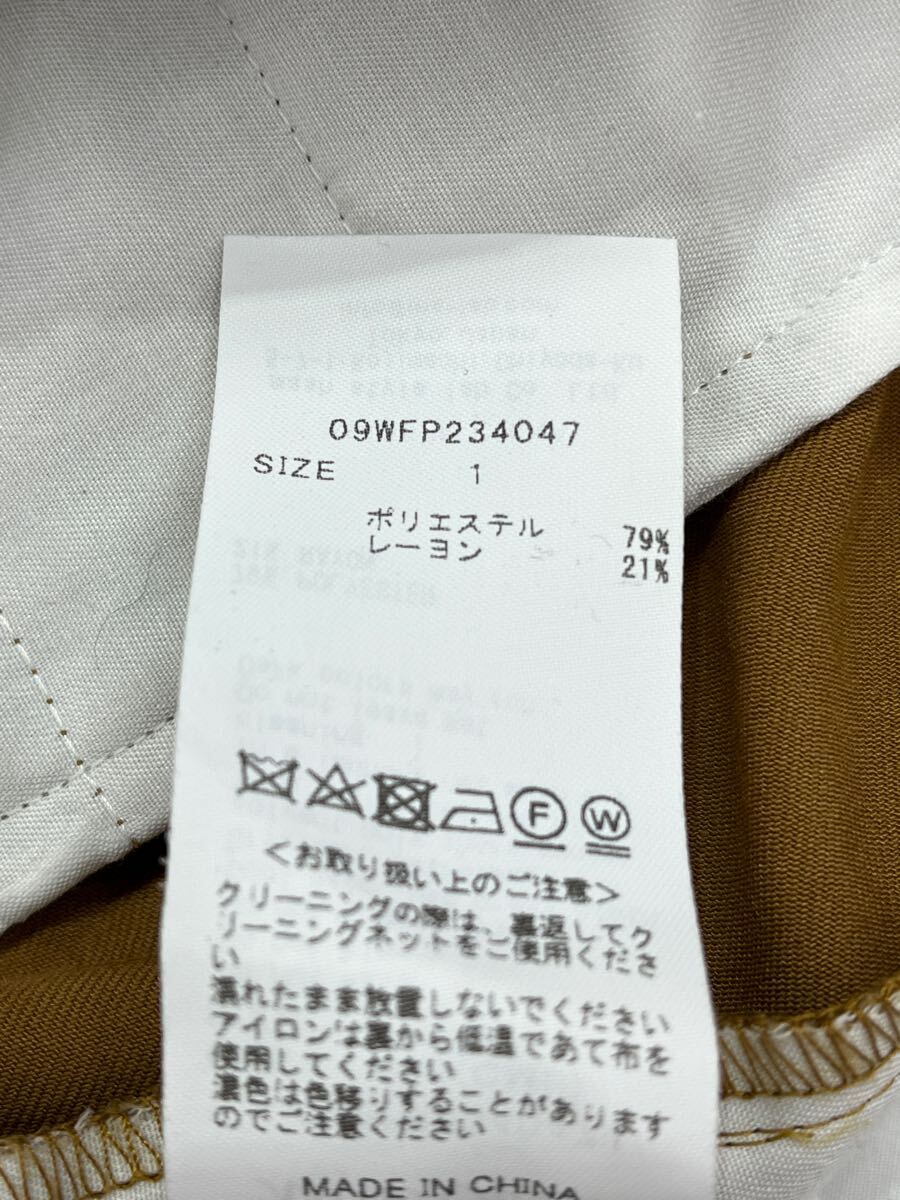 09WFP234047
SIZE 1
ポリエステル 79%
レーヨン 21%
F W
<お取り扱い上のご注意>
クリーニングの際は、裏返してク
リーニングネットをご使用くださ
い
濡れたまま放置しないでください
アイロンは裏から低温であて布を
使用してください
濃色は色移りすることがあります
のでご注意ください
MADE IN CHINA